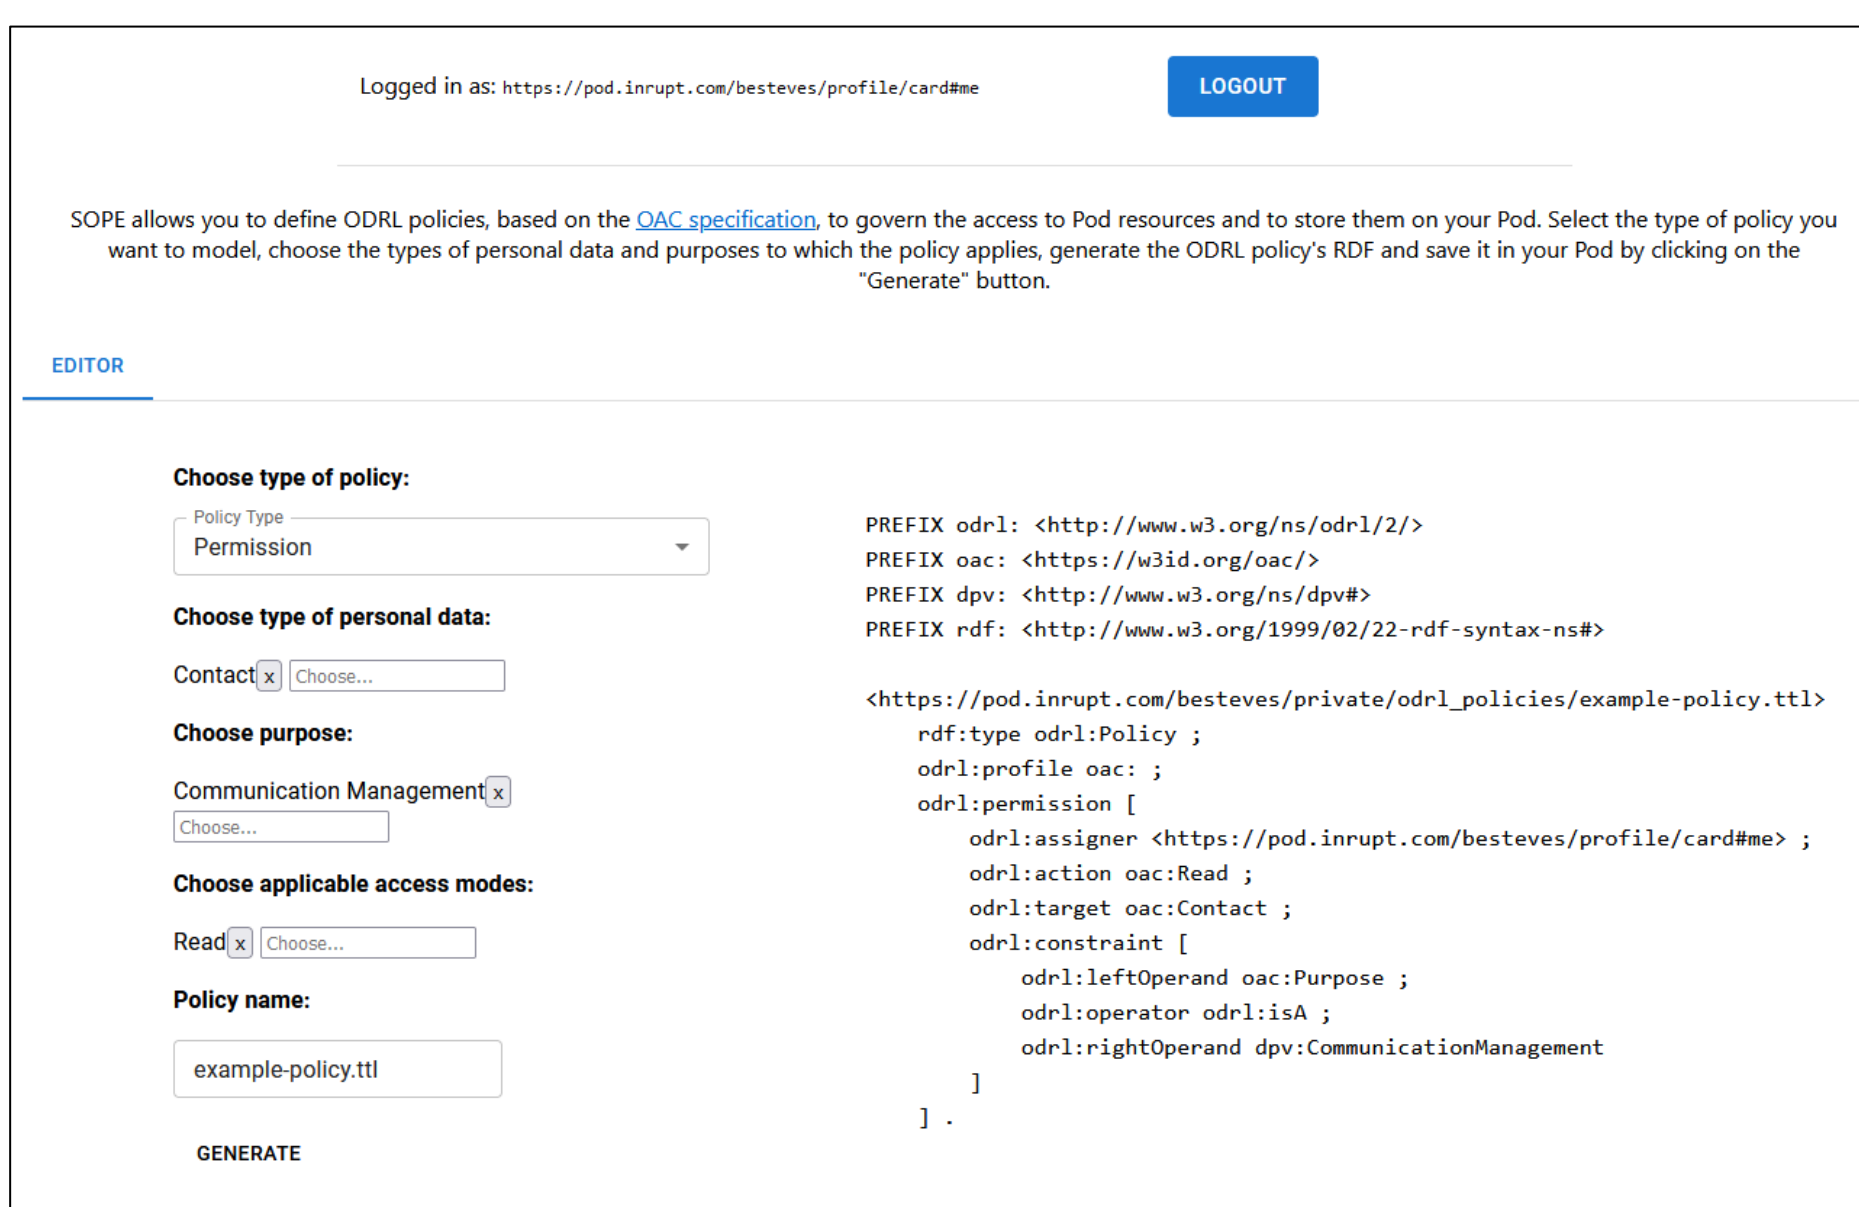 Logged in as: https://pod.inrupt.com/besteves/profile/card#me
LOGOUT
SOPE allows you to define ODRL policies, based on the OAC specification, to govern the access to Pod resources and to store them on your Pod. Select the type of policy you
want to model, choose the types of personal data and purposes to which the policy applies, generate the ODRL policy's RDF and save it in your Pod by clicking on the
"Generate" button.
EDITOR
Choose type of policy:
Policy Type
Permission
Choose type of personal data:
Contact x Choose...
Choose purpose:
Communication Management x
Choose...
Choose applicable access modes:
Read x Choose...
Policy name:
example-policy.ttl
GENERATE
PREFIX odrl: <http://www.w3.org/ns/odrl/2/>
PREFIX oac: <https://w3id.org/oac/>
PREFIX dpv: <http://www.w3.org/ns/dpv#>
PREFIX rdf: <http://www.w3.org/1999/02/22-rdf-syntax-ns#>
<https://pod.inrupt.com/besteves/private/odrl_policies/example-policy.ttl>
    rdf:type odrl:Policy ;
    odrl:profile oac: ;
    odrl:permission [
        odrl:assigner <https://pod.inrupt.com/besteves/profile/card#me> ;
        odrl:action oac:Read ;
        odrl:target oac:Contact ;
        odrl:constraint [
            odrl:leftOperand oac:Purpose ;
            odrl:operator odrl:isA ;
            odrl:rightOperand dpv:CommunicationManagement
        ]
    ] .